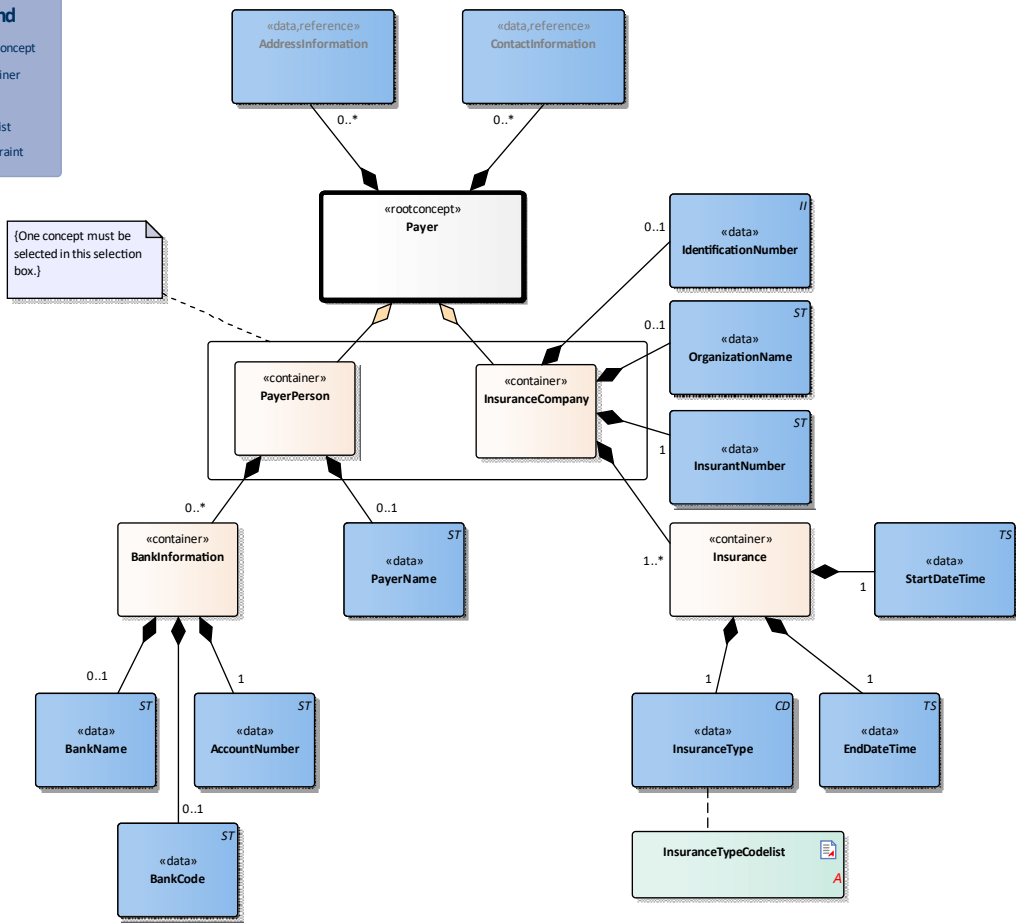 nd
oncept
iner
ist
raint
«data,reference»
AddressInformation
«data,reference»
ContactInformation
0..*
0..*
«rootconcept»
Payer
{One concept must be
selected in this selection
box.}
II
«data»
IdentificationNumber
0..1
ST
«data»
OrganizationName
0..1
«container»
PayerPerson
«container»
InsuranceCompany
ST
«data»
InsurantNumber
1
0..*
0..1
1..*
«container»
BankInformation
ST
«data»
PayerName
«container»
Insurance
TS
«data»
StartDateTime
1
0..1
1
1
1
ST
«data»
BankName
ST
«data»
AccountNumber
CD
«data»
InsuranceType
TS
«data»
EndDateTime
0..1
ST
«data»
BankCode
InsuranceTypeCodelist
A